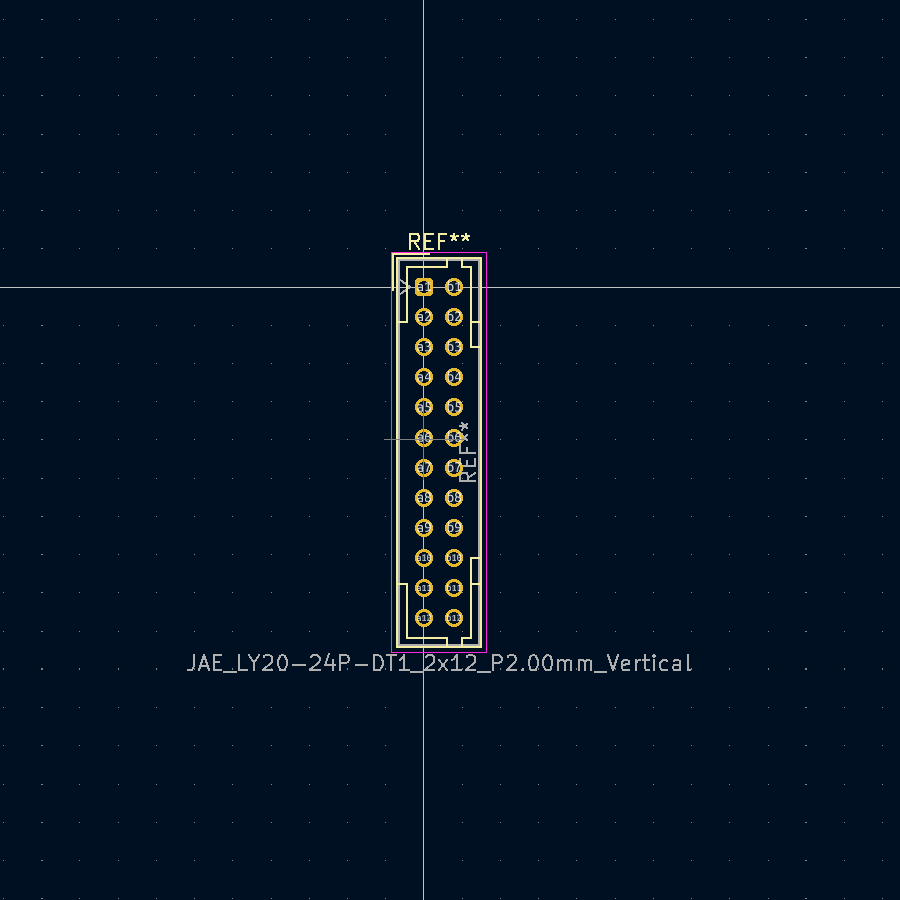 REF**
a1 b1
a2 b2
a3 b3
a4 b4
a5 b5
a6 b6
REF**
a7 b7
a8 b8
a9 b9
a10 b10
a11 b11
a12 b12
JAE_LY20-24P-DT1_2x12_P2.00mm_Vertical